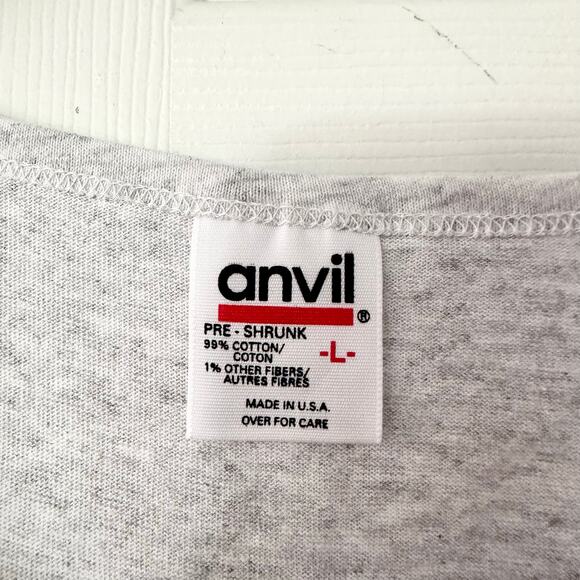 anvil®
PRE - SHRUNK
99% COTTON/
COTON
-L-
1% OTHER FIBERS/
AUTRES FIBRES
MADE IN U.S.A.
OVER FOR CARE